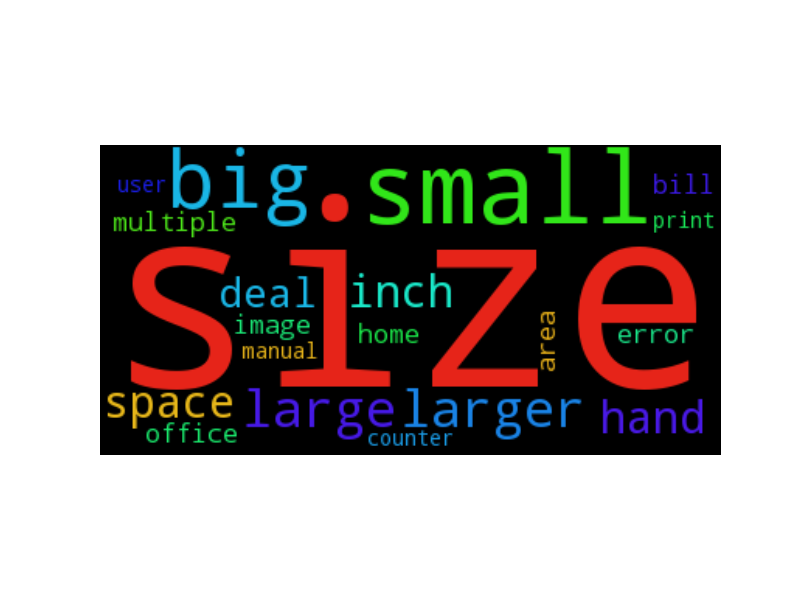 user big small bill
multiple print
size
deal inch
image home area error
manual
space large larger hand
office counter